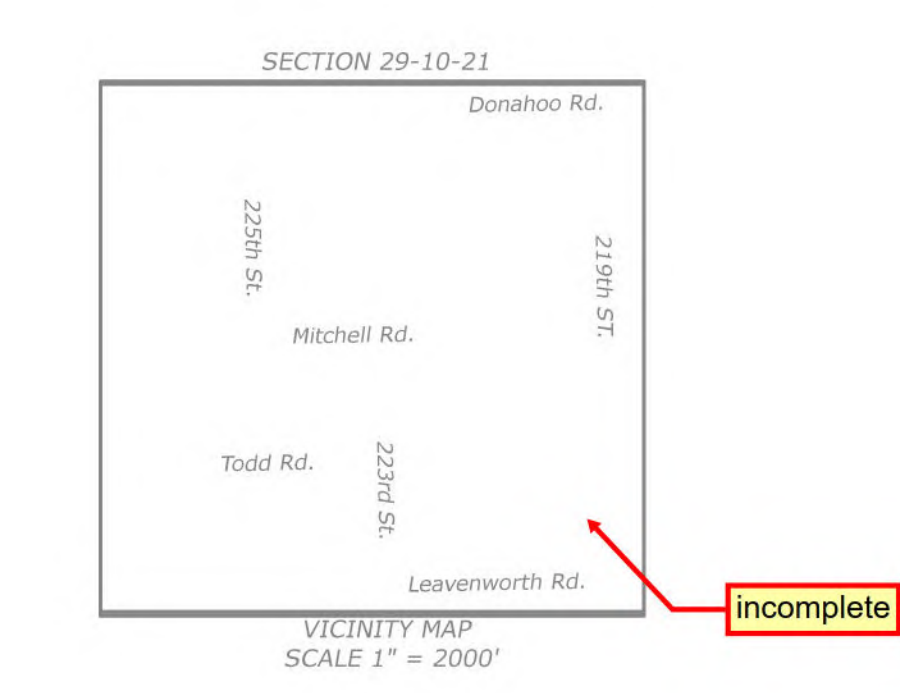 SECTION 29-10-21
Donahoo Rd.
225th St.
219th ST.
Mitchell Rd.
Todd Rd.
223rd St.
Leavenworth Rd.
incomplete
VICINITY MAP
SCALE 1" = 2000'